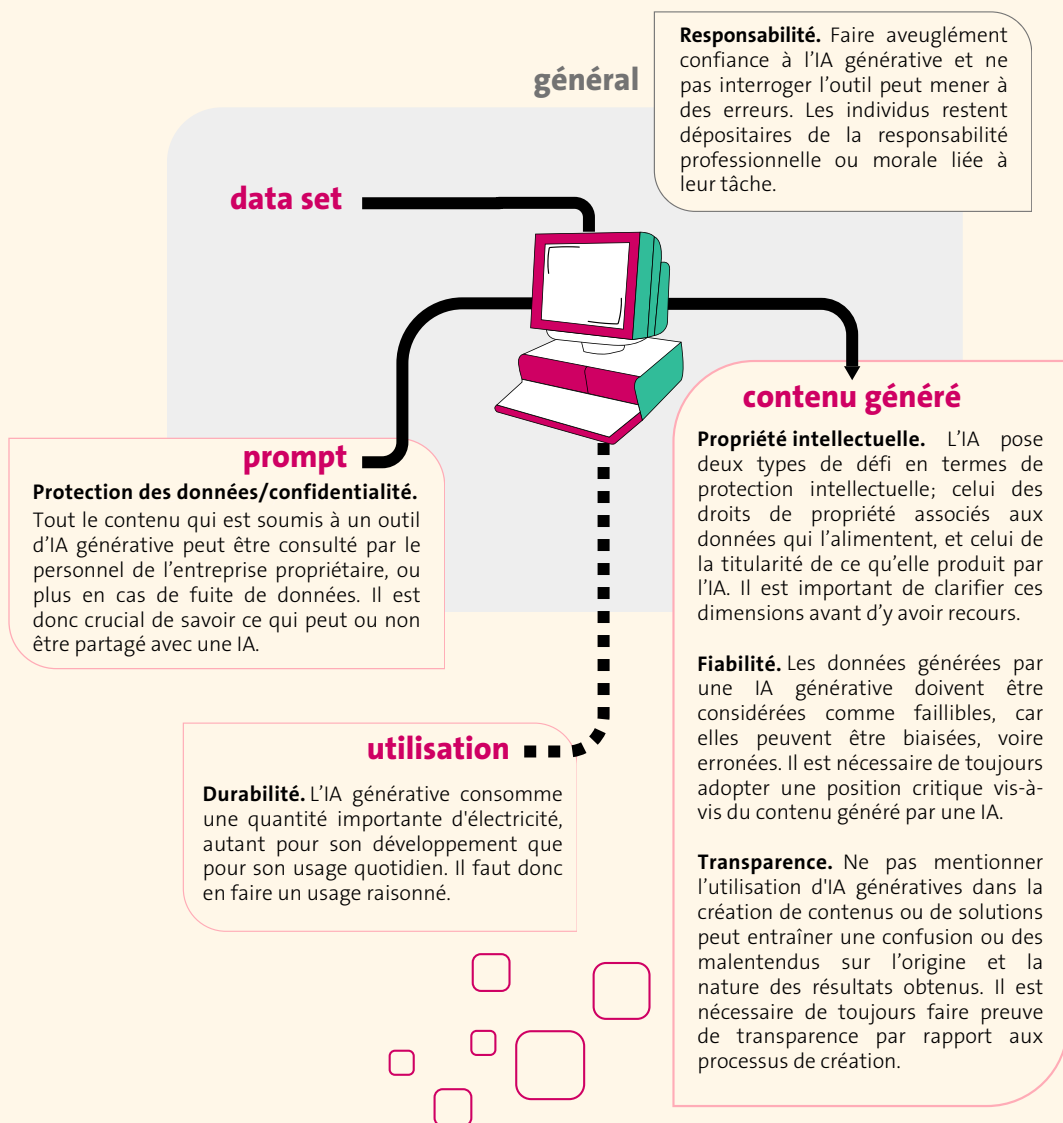 général
Responsabilité. Faire aveuglément
confiance à l'IA générative et ne
pas interroger l'outil peut mener à
des erreurs. Les individus restent
dépositaires de la responsabilité
professionnelle ou morale liée à
leur tâche.
data set
prompt
Protection des données/confidentialité.
Tout le contenu qui est soumis à un outil
d'IA générative peut être consulté par le
personnel de l'entreprise propriétaire, ou
plus en cas de fuite de données. Il est
donc crucial de savoir ce qui peut ou non
être partagé avec une IA.
utilisation
Durabilité. L'IA générative consomme
une quantité importante d'électricité,
autant pour son développement que
pour son usage quotidien. Il faut donc
en faire un usage raisonné.
contenu généré
Propriété intellectuelle. L'IA pose
deux types de défi en termes de
protection intellectuelle; celui des
droits de propriété associés aux
données qui l'alimentent, et celui de
la titularité de ce qu'elle produit par
l'IA. Il est important de clarifier ces
dimensions avant d'y avoir recours.
Fiabilité. Les données générées par
une IA générative doivent être
considérées comme faillibles, car
elles peuvent être biaisées, voire
erronées. Il est nécessaire de toujours
adopter une position critique vis-à-
vis du contenu généré par une IA.
Transparence. Ne pas mentionner
l'utilisation d'IA génératives dans la
création de contenus ou de solutions
peut entraîner une confusion ou des
malentendus sur l'origine et la
nature des résultats obtenus. Il est
nécessaire de toujours faire preuve
de transparence par rapport aux
processus de création.